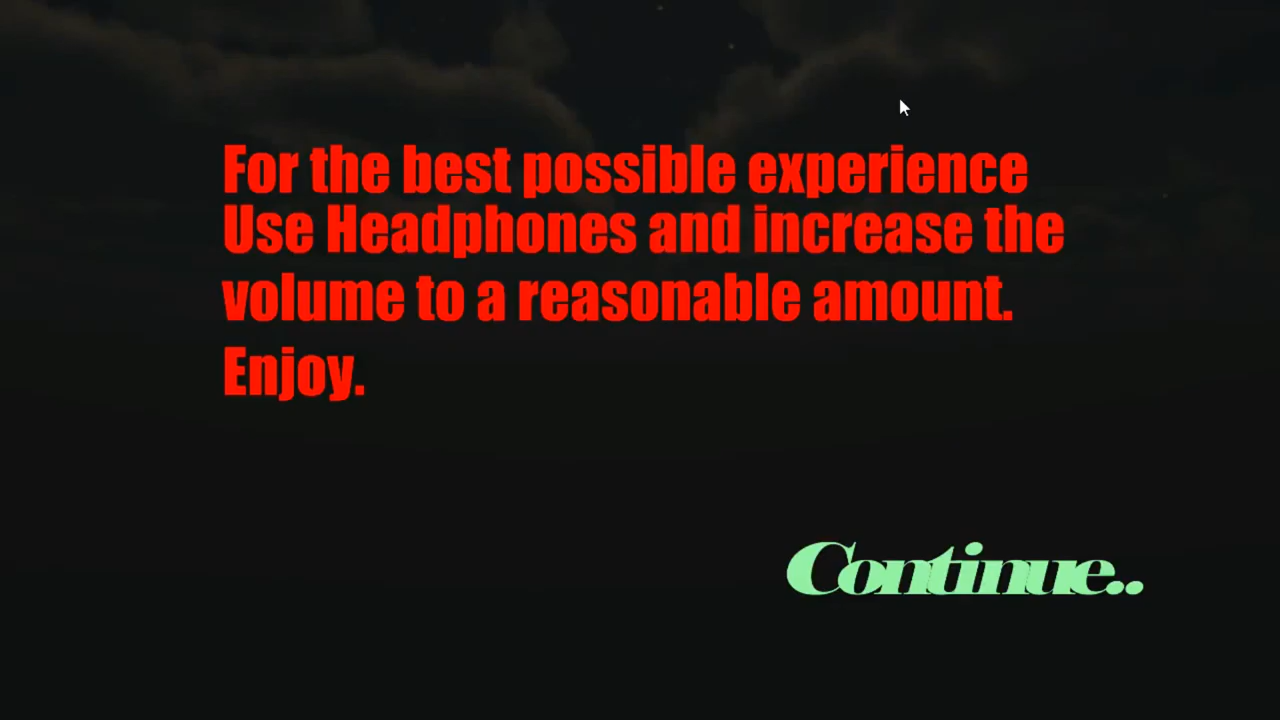 For the best possible experience
Use Headphones and increase the
volume to a reasonable amount.
Enjoy.
Continue..